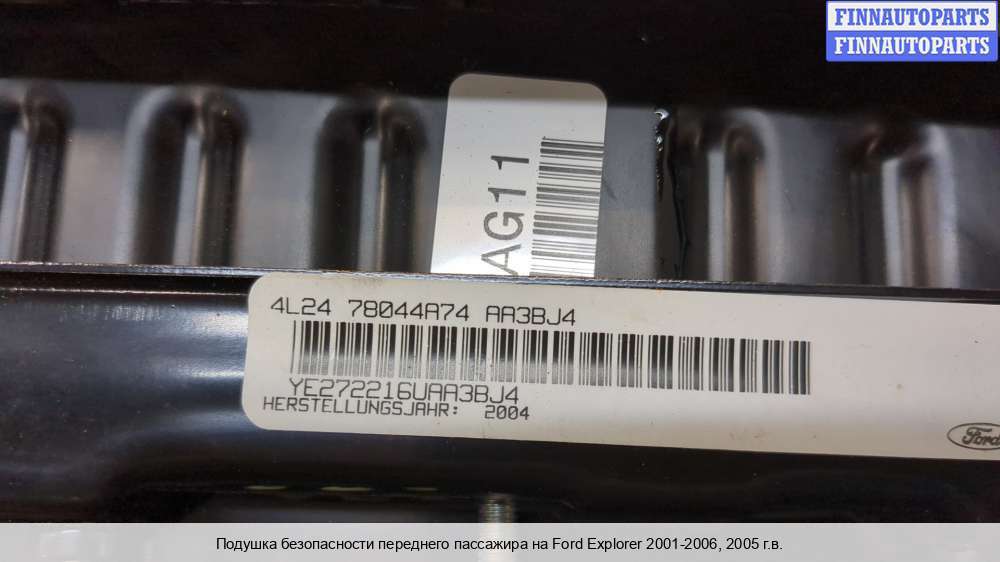 FINNAUTOPARTS
FINNAUTOPARTS
AG11
4L24 78044A74 AA3BJ4
YE272216UAA3BJ4
HERSTELLUNGSJAHR: 2004
Ford
Подушка безопасности переднего пассажира на Ford Explorer 2001-2006, 2005 г.в.